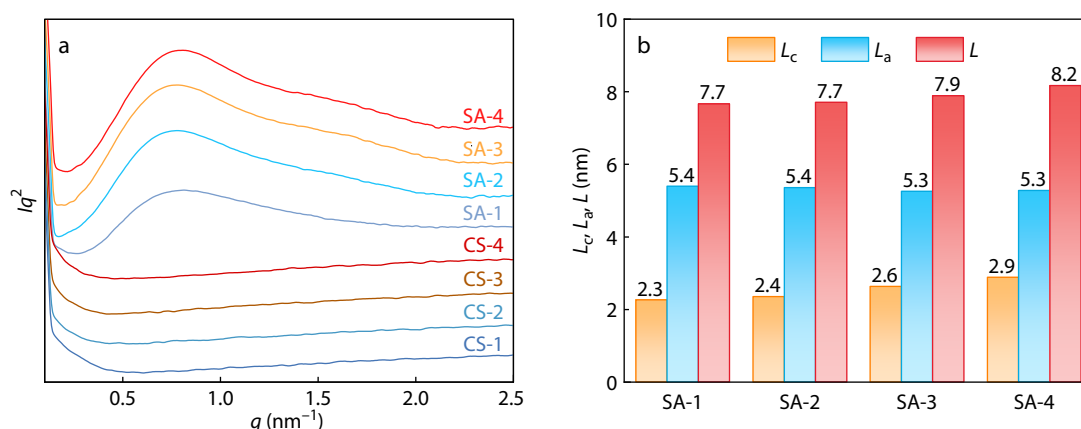 a
SA-4
SA-3
SA-2
SA-1
CS-4
CS-3
CS-2
CS-1
Iq²
0.5 1.0 1.5 2.0 2.5
q (nm⁻¹)
b
Lc La L
10
8
6
4
2
0
Lc, La, L (nm)
2.3 5.4 7.7
2.4 5.4 7.7
2.6 5.3 7.9
2.9 5.3 8.2
SA-1 SA-2 SA-3 SA-4